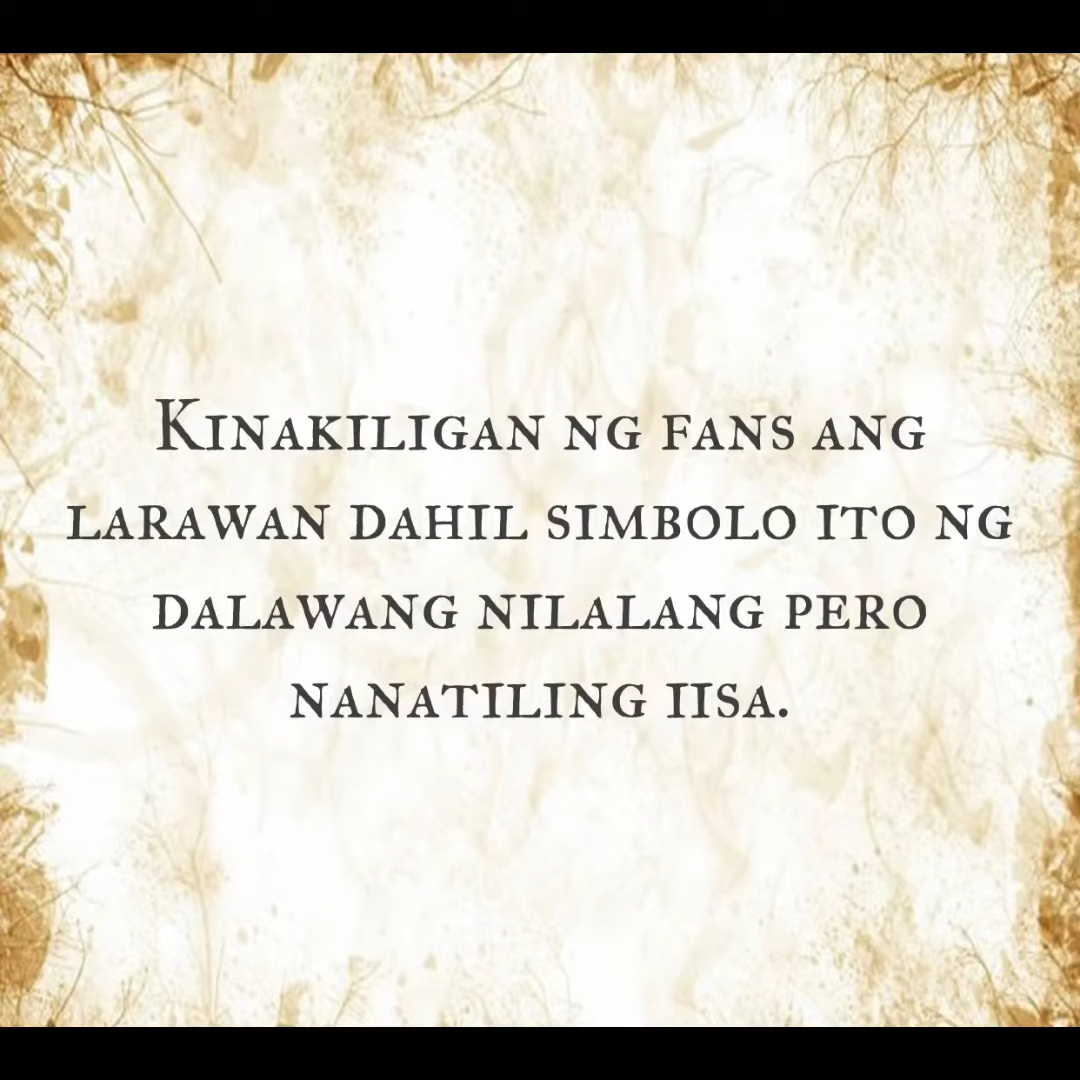 Kinakiligan ng fans ang
larawan dahil simbolo ito ng
dalawang nilalang pero
nanatiling iisa.